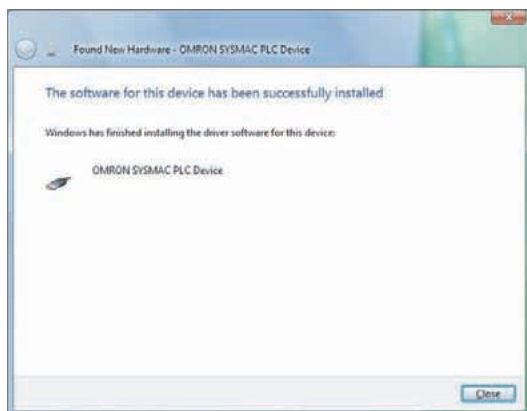 Found New Hardware - OMRON SYSMAC PLC Device
The software for this device has been successfully installed
Windows has finished installing the driver software for this device:
OMRON SYSMAC PLC Device
Close